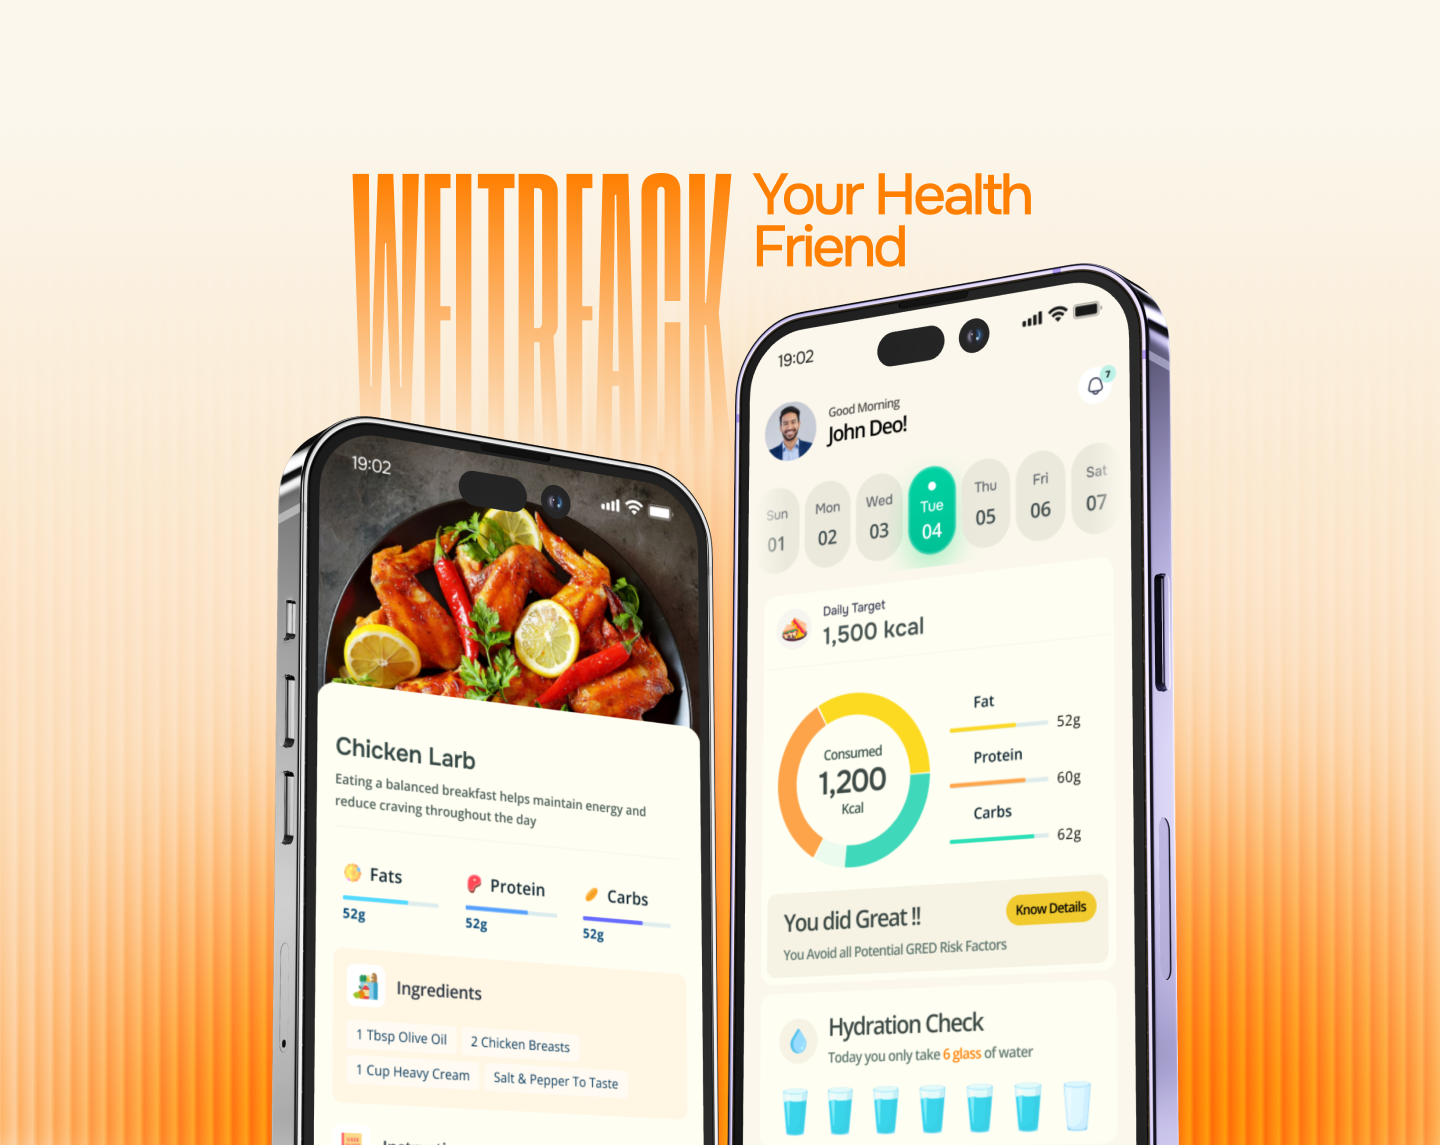 Your Health
Friend
19:02
Chicken Larb
Eating a balanced breakfast helps maintain energy and
reduce craving throughout the day
Fats
Protein
Carbs
52g
52g
52g
Ingredients
1 Tbsp Olive Oil
2 Chicken Breasts
1 Cup Heavy Cream
Salt & Pepper To Taste
19:02
7
Good Morning
John Deo!
Sun
01
Mon
02
Wed
03
Tue
04
Thu
05
Fri
06
Sat
07
Daily Target
1,500 kcal
Consumed
1,200
Kcal
Fat
52g
Protein
60g
Carbs
62g
You did Great !!
You Avoid all Potential GRED Risk Factors
Know Details
Hydration Check
Today you only take 6 glass of water